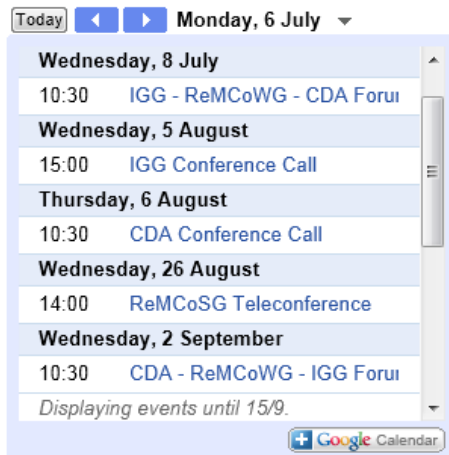 Today Monday, 6 July
Wednesday, 8 July
10:30 IGG - ReMCoWG - CDA Foru
Wednesday, 5 August
15:00 IGG Conference Call
Thursday, 6 August
10:30 CDA Conference Call
Wednesday, 26 August
14:00 ReMCoSG Teleconference
Wednesday, 2 September
10:30 CDA - ReMCoWG - IGG Foru
Displaying events until 15/9.
Google Calendar